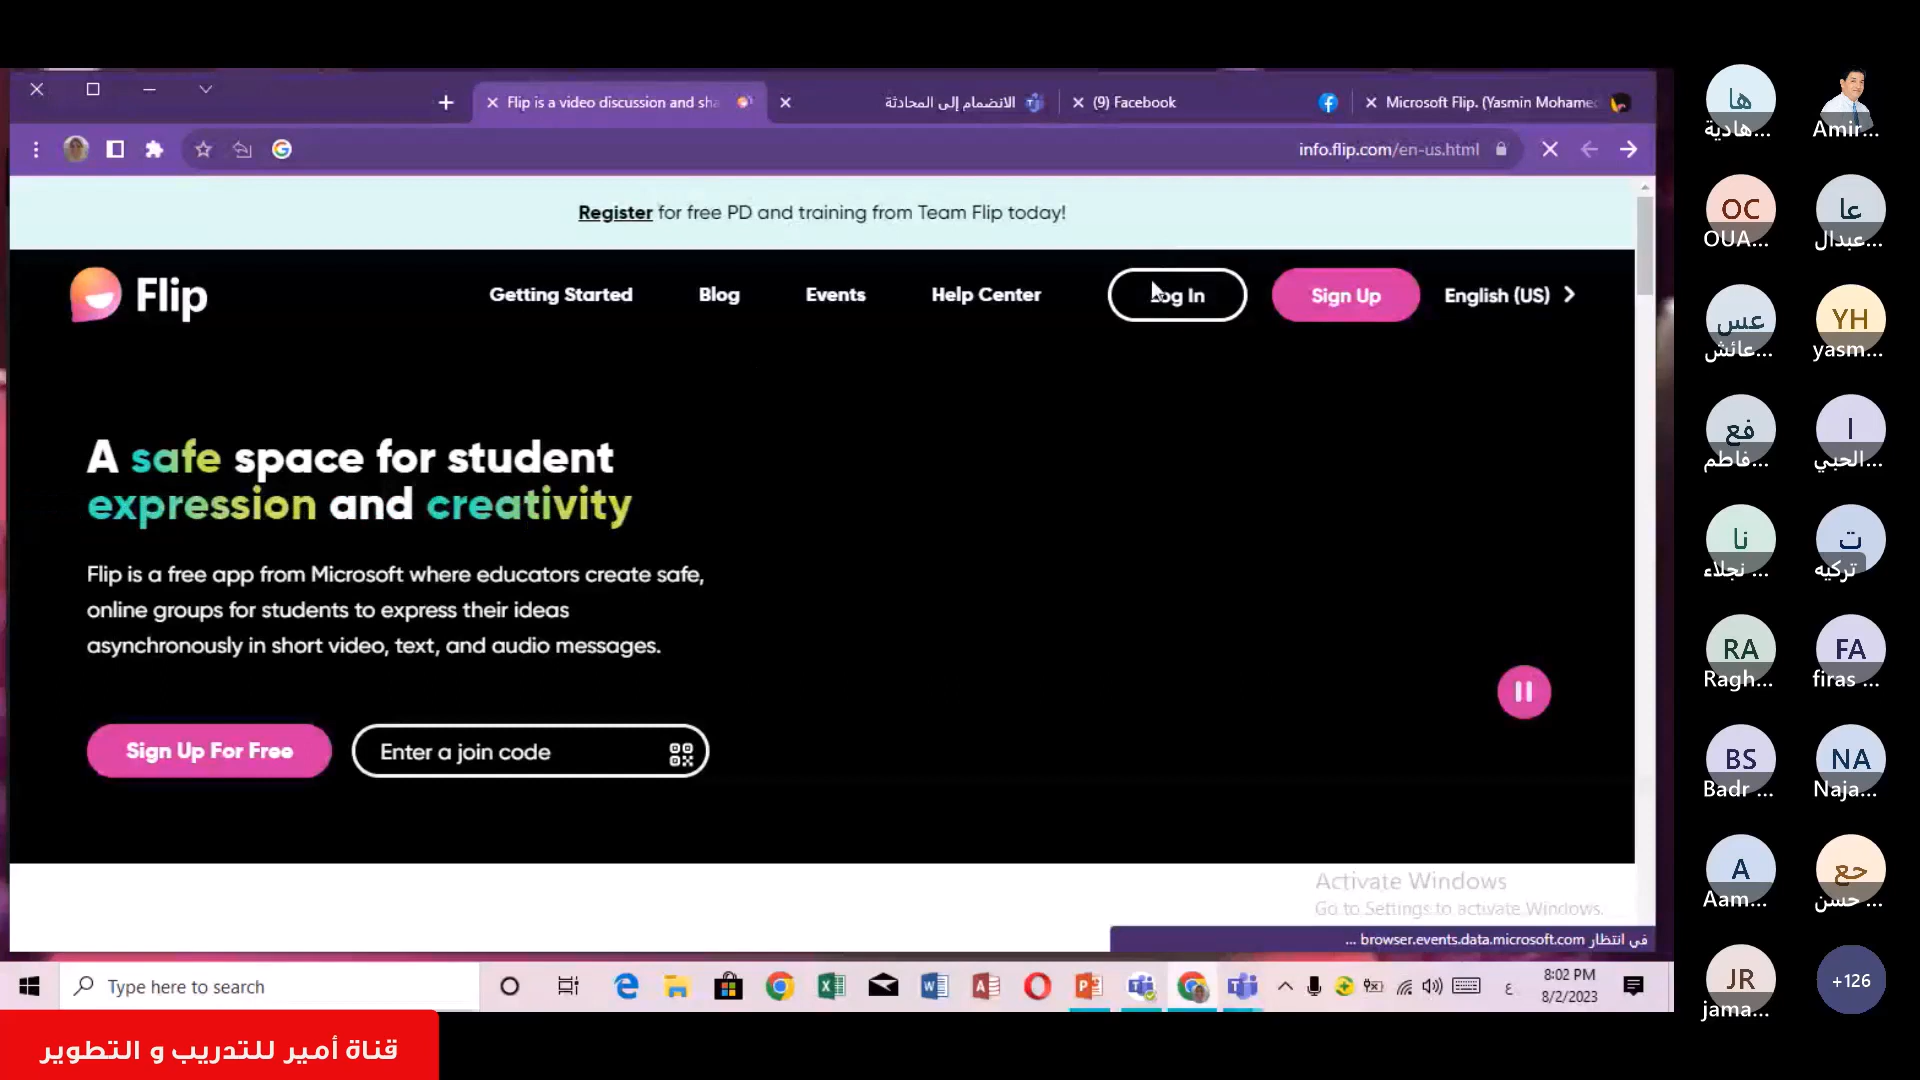 Flip is a video discussion and sha
الانضمام إلى المحادثة
(9) Facebook
Microsoft Flip. (Yasmin Mohamed
info.flip.com/en-us.html
Register for free PD and training from Team Flip today!
Flip
Getting Started
Blog
Events
Help Center
Log In
Sign Up
English (US)
A safe space for student
expression and creativity
Flip is a free app from Microsoft where educators create safe,
online groups for students to express their ideas
asynchronously in short video, text, and audio messages.
Sign Up For Free
Enter a join code
Activate Windows
Go to Settings to activate Windows.
في انتظار browser.events.data.microsoft.com ...
Type here to search
ع
8:02 PM
8/2/2023
قناة أمير للتدريب و التطوير
ها
هادية...
Amir...
OC
OUA...
عا
عبدال...
عس
عائش...
YH
yasm...
فع
فاطم...
ا
الحبي...
نا
نجلاء ...
ت
تركيه
RA
Ragh...
FA
firas ...
BS
Badr ...
NA
Naja...
A
Aam...
حع
حسن ...
JR
jama...
+126